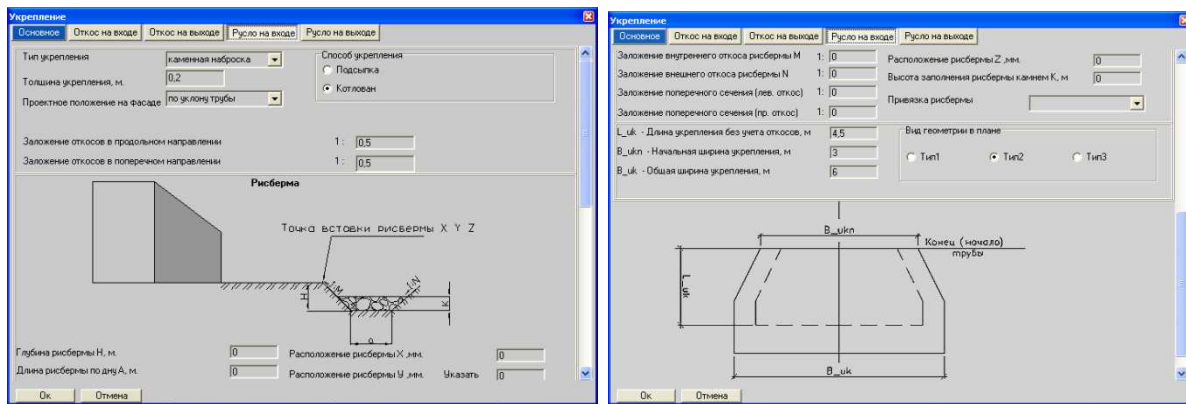 Укрепление
Основное Откос на входе Откос на выходе Русло на входе Русло на выходе
Тип укрепления каменная наброска
Толщина укрепления, м. 0,2
Проектное положение на фасаде по уклону трубы
Способ укрепления
Подсыпка
Котлован
Заложение откосов в продольном направлении 1 : 0,5
Заложение откосов в поперечном направлении 1 : 0,5
Рисберма
Точка вставки рисбермы X Y Z
H 1:M 1:N K
a
Глубина рисбермы H, м. 0 Расположение рисбермы X ,мм. 0
Длина рисбермы по дну A, м. 0 Расположение рисбермы У ,мм. Указать 0
Ок Отмена
Укрепление
Основное Откос на входе Откос на выходе Русло на входе Русло на выходе
Заложение внутреннего откоса рисбермы M 1: 0
Заложение внешнего откоса рисбермы N 1: 0
Заложение поперечного сечения (лев. откос) 1: 0
Заложение поперечного сечения (пр. откос) 1: 0
Расположение рисбермы Z ,мм. 0
Высота заполнения рисбермы камнем К, м 0
Привязка рисбермы
L_uk - Длина укрепления без учета откосов, м 4,5
B_ukn - Начальная ширина укрепления, м 3
B_uk - Общая ширина укрепления, м 6
Вид геометрии в плане
Тип1 Тип2 Тип3
B_ukn
Конец (начало)
трубы
L_uk
B_uk
Ок Отмена